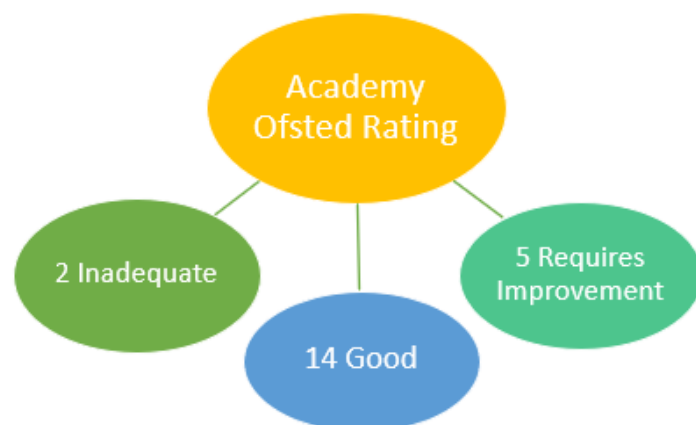 Academy
Ofsted Rating
2 Inadequate
5 Requires
Improvement
14 Good